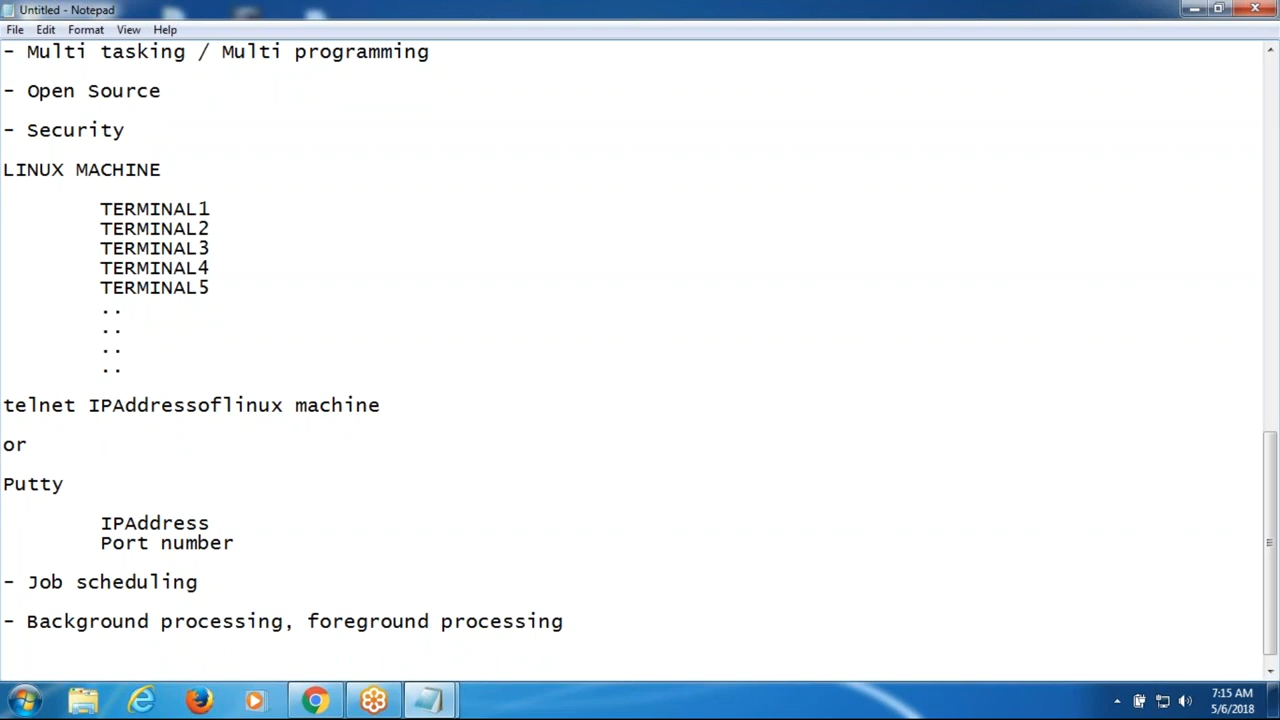 Untitled - Notepad
File Edit Format View Help
- Multi tasking / Multi programming
- Open Source
- Security
LINUX MACHINE
TERMINAL1
TERMINAL2
TERMINAL3
TERMINAL4
TERMINAL5
..
..
..
..
telnet IPAddressoflinux machine
or
Putty
IPAddress
Port number
- Job scheduling
- Background processing, foreground processing
7:15 AM
5/6/2018